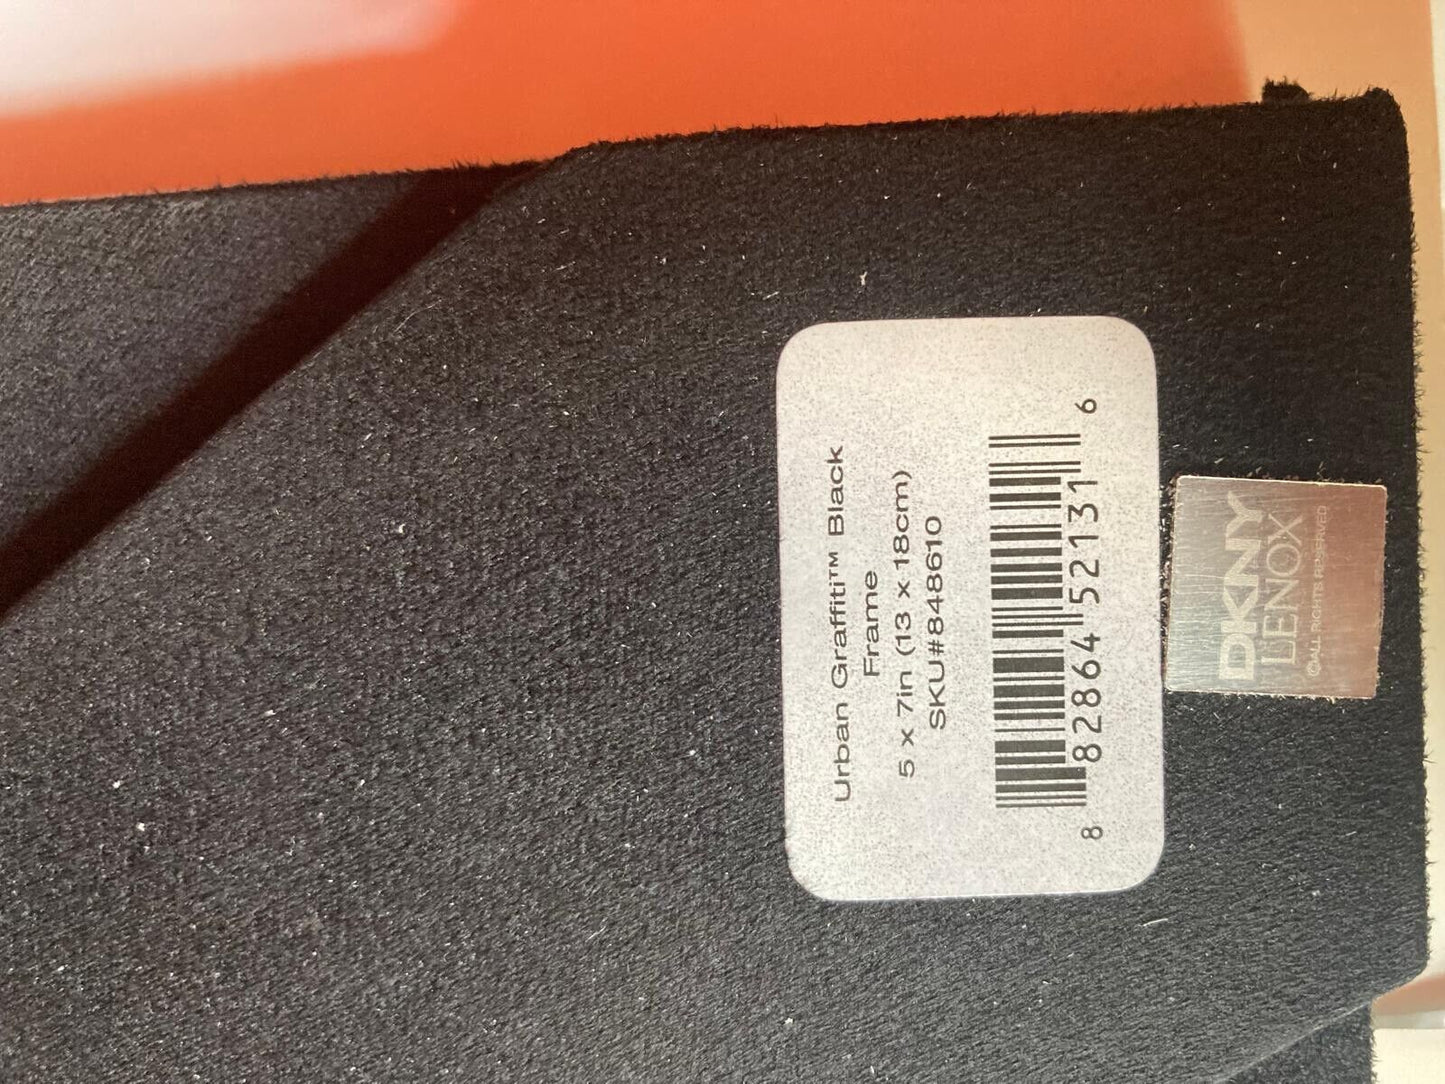 Urban Graffiti™ Black
Frame
5 x 7in (13 x 18cm)
SKU#848610
8 82864 52131 6
DKNY
LENOX
©ALL RIGHTS RESERVED